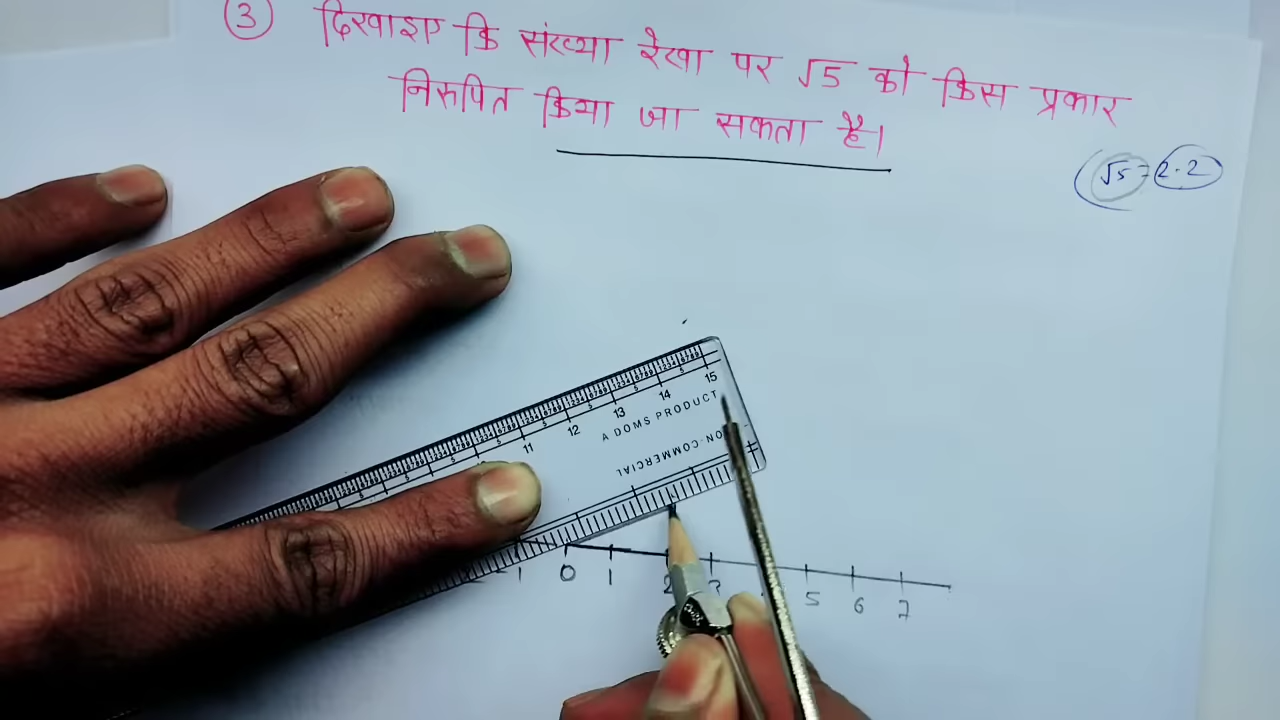 ③ दिखाइए कि संख्या रेखा पर √5 को किस प्रकार
निरुपित किया जा सकता है।
√5 = 2.2
11 12 13 14 15
A DOMS PRODUCT
NON-COMMERCIAL
1 0 1 2 3 5 6 7